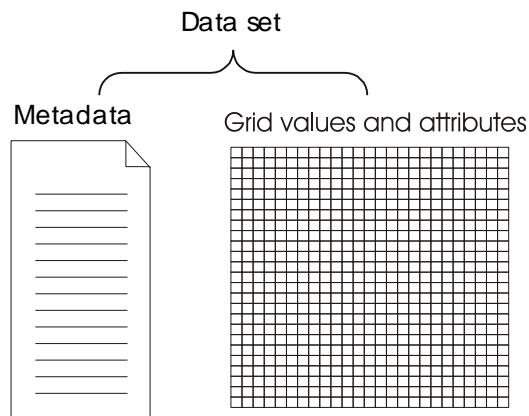 Data set
Metadata
Grid values and attributes